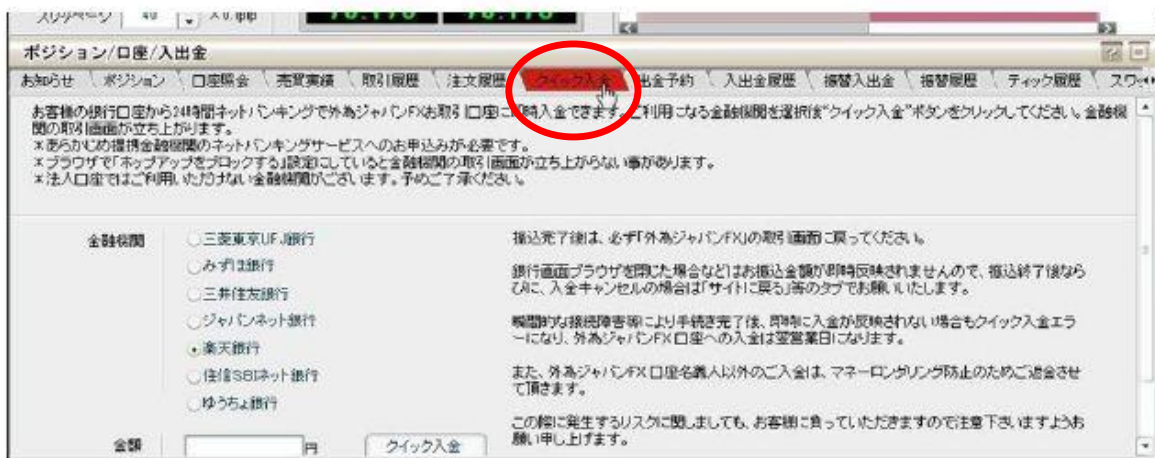 スリッページ 40
ポジション/口座/入出金
お知らせ ポジション 口座照会 売買実績 取引履歴 注文履歴 クイック入金 出金予約 入出金履歴 振替入出金 振替履歴 ティック履歴 スワ
お客様の銀行口座から24時間ネットバンキングで外為ジャパンFXお取引口座に即時入金できます。ご利用になる金融機関を選択後"クイック入金"ボタンをクリックしてください。金融機
関の取引画面が立ち上がります。
*あらかじめ提携金融機関のネットバンキングサービスへのお申込みが必要です。
*ブラウザで「ポップアップをブロックする」設定にしていると金融機関の取引画面が立ち上がらない事があります。
*法人口座ではご利用いただけない金融機関がございます。予めご了承ください。
金融機関
三菱東京UFJ銀行
みずほ銀行
三井住友銀行
ジャパンネット銀行
楽天銀行
住信SBIネット銀行
ゆうちょ銀行
金額 円 クイック入金
振込完了後は、必ず「外為ジャパンFX」の取引画面に戻ってください。
銀行画面ブラウザを閉じた場合などはお振込金額が即時反映されませんので、振込終了後なら
びに、入金キャンセルの場合は「サイトに戻る」等のタブでお願いいたします。
瞬間的な接続障害等により手続き完了後、即時に入金が反映されない場合もクイック入金エラ
ーになり、外為ジャパンFX口座への入金は翌営業日になります。
また、外為ジャパンFX口座名義人以外のご入金は、マネーロンダリング防止のためご返金させ
て頂きます。
この際に発生するリスクに関しましても、お客様に負っていただきますので注意下さいますようお
願い申し上げます。